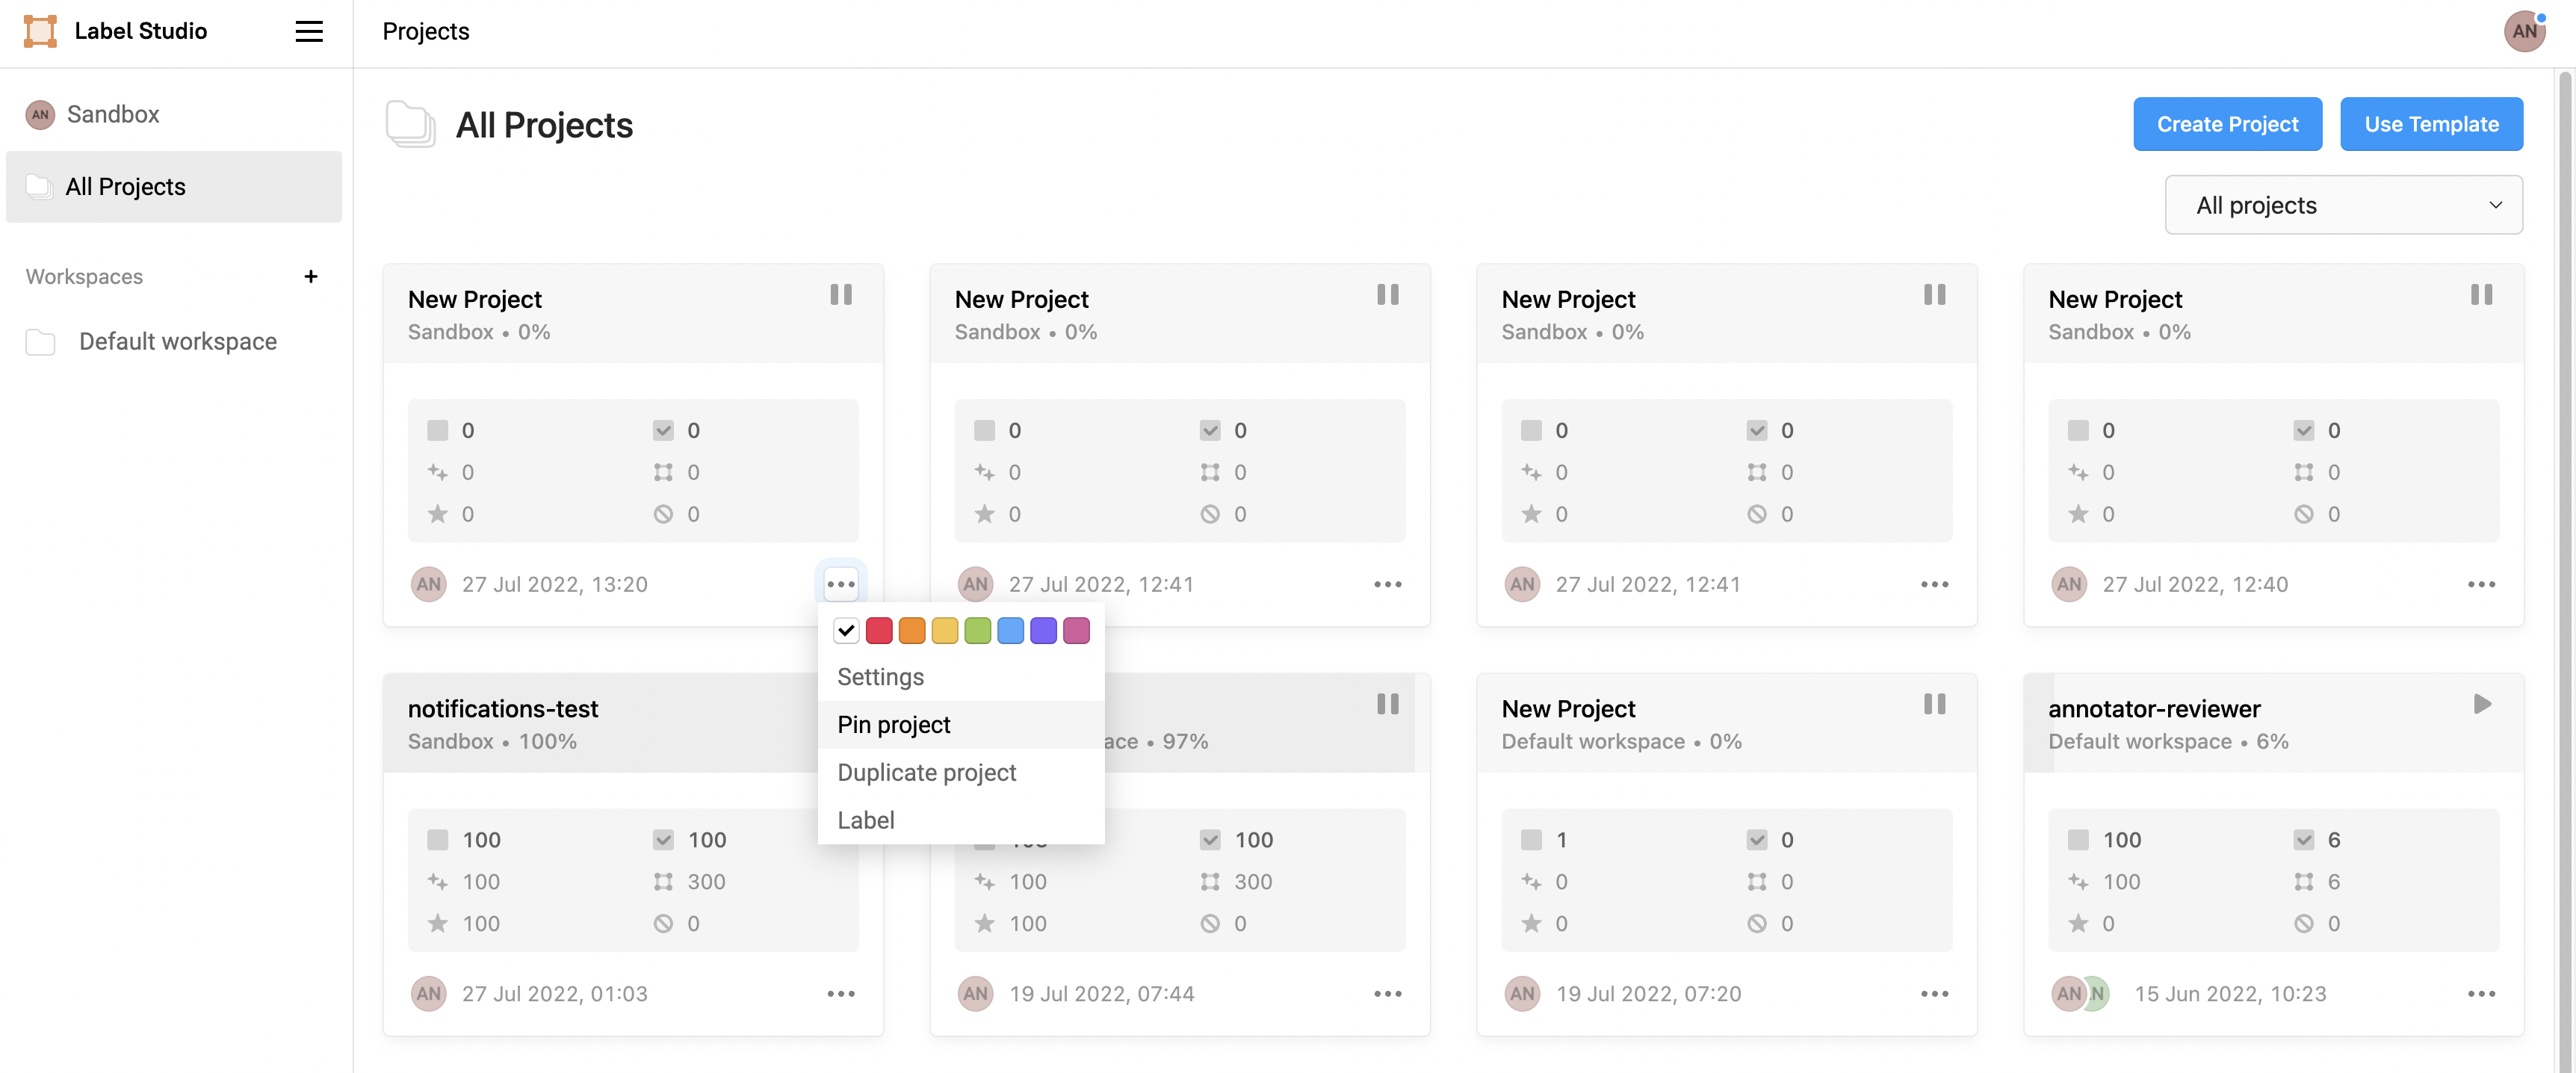 Label Studio
Projects
AN
AN Sandbox
All Projects
Workspaces +
Default workspace
All Projects
Create Project
Use Template
All projects
New Project
Sandbox • 0%
0 0
0 0
0 0
AN 27 Jul 2022, 13:20
New Project
Sandbox • 0%
0 0
0 0
0 0
AN 27 Jul 2022, 12:41
New Project
Sandbox • 0%
0 0
0 0
0 0
AN 27 Jul 2022, 12:41
New Project
Sandbox • 0%
0 0
0 0
0 0
AN 27 Jul 2022, 12:40
Settings
Pin project
Duplicate project
Label
notifications-test
Sandbox • 100%
100 100
100 300
100 0
AN 27 Jul 2022, 01:03
ace • 97%
100
100 300
100 0
AN 19 Jul 2022, 07:44
New Project
Default workspace • 0%
1 0
0 0
0 0
AN 19 Jul 2022, 07:20
annotator-reviewer
Default workspace • 6%
100 6
100 6
0 0
AN N 15 Jun 2022, 10:23